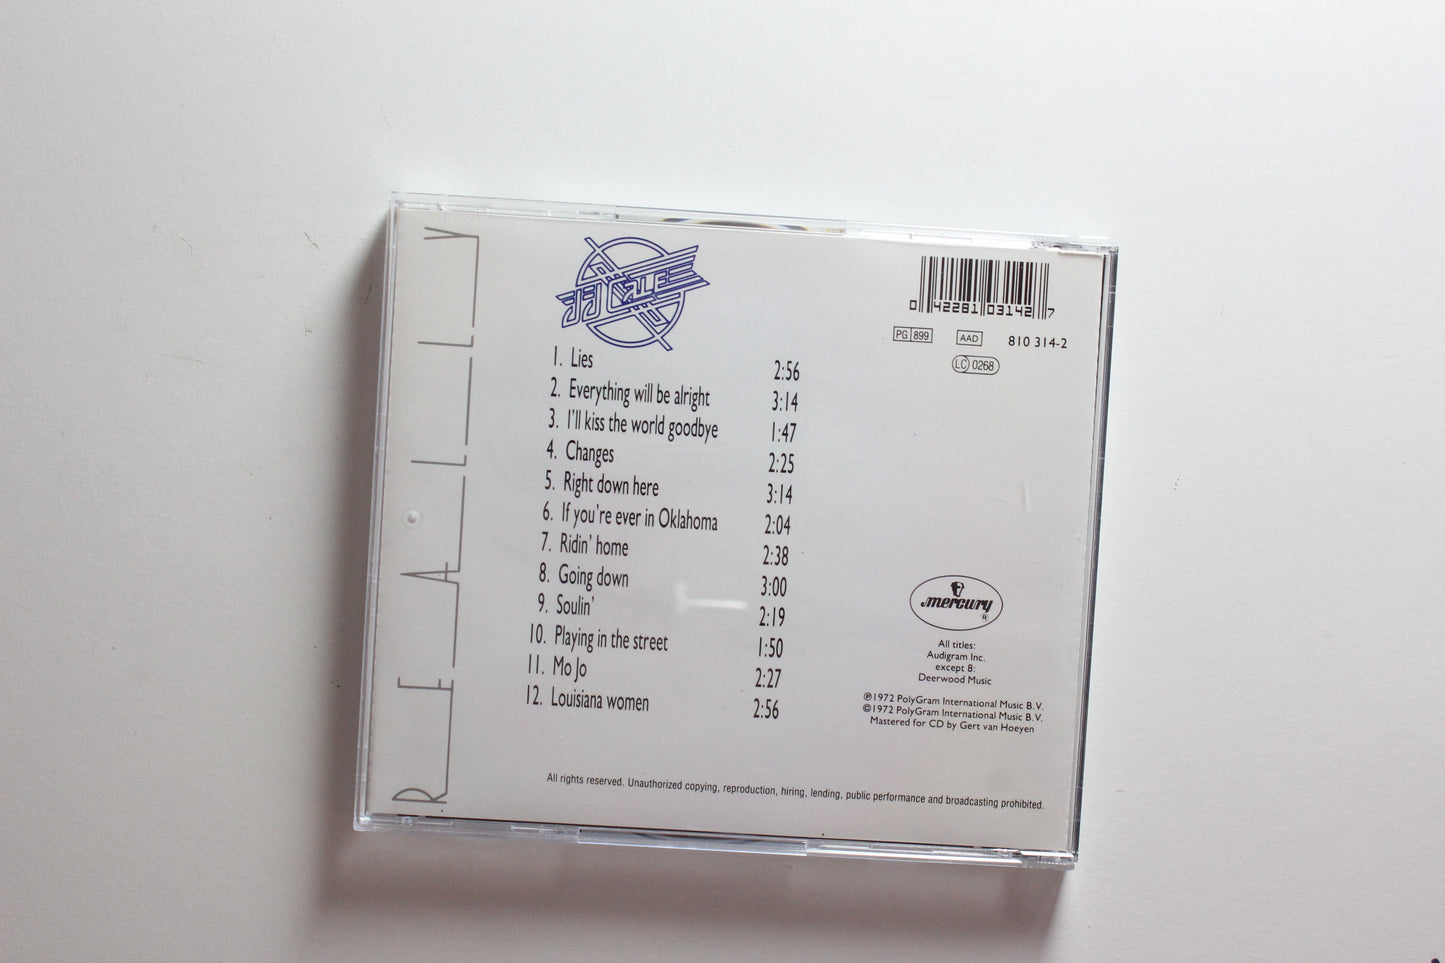 REALLY
JJ CALE
1. Lies 2:56
2. Everything will be alright 3:14
3. I'll kiss the world goodbye 1:47
4. Changes 2:25
5. Right down here 3:14
6. If you're ever in Oklahoma 2:04
7. Ridin' home 2:38
8. Going down 3:00
9. Soulin' 2:19
10. Playing in the street 1:50
11. Mo Jo 2:27
12. Louisiana women 2:56
0 42281 03142 7
PG 899 AAD 810 314-2
LC 0268
mercury ®
All titles:
Audigram Inc.
except 8:
Deerwood Music
℗1972 PolyGram International Music B.V.
©1972 PolyGram International Music B.V.
Mastered for CD by Gert van Hoeyen
All rights reserved. Unauthorized copying, reproduction, hiring, lending, public performance and broadcasting prohibited.